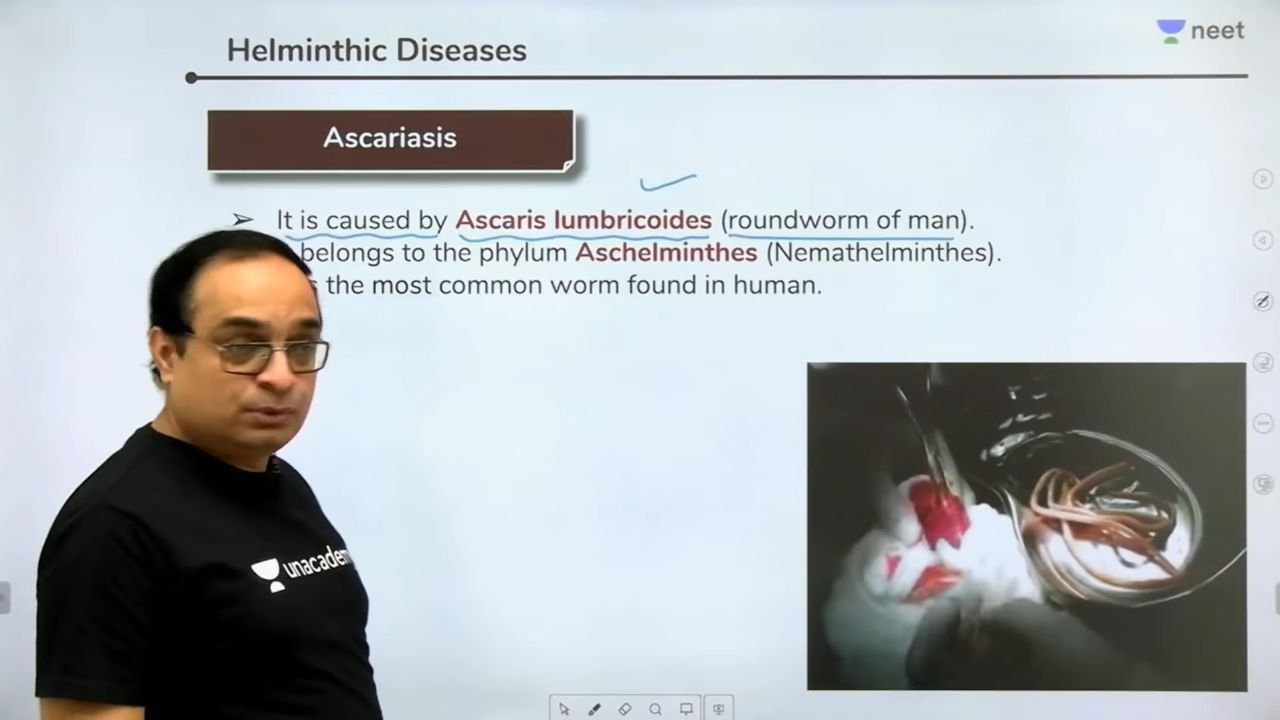 Helminthic Diseases
neet
Ascariasis
➢ It is caused by Ascaris lumbricoides (roundworm of man).
belongs to the phylum Aschelminthes (Nemathelminthes).
the most common worm found in human.
unacadem